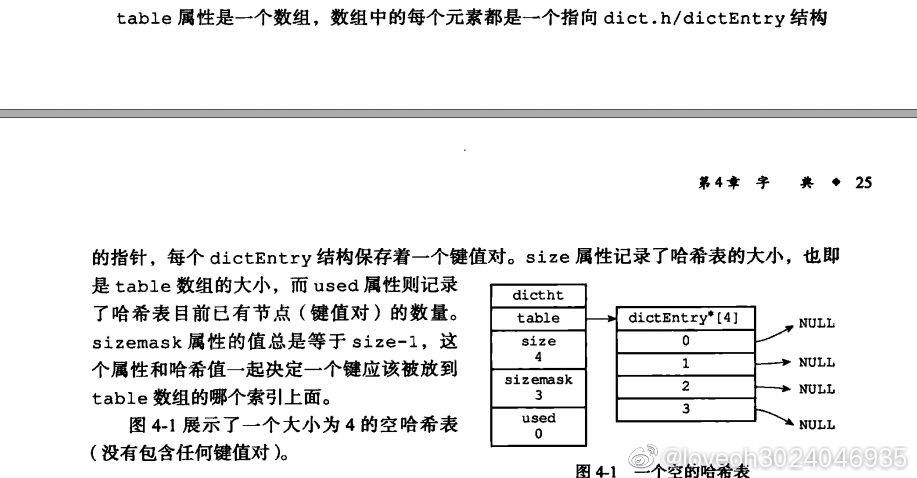 table 属性是一个数组，数组中的每个元素都是一个指向 dict.h/dictEntry 结构
第4章 字 典 ◆ 25
的指针，每个 dictEntry 结构保存着一个键值对。size 属性记录了哈希表的大小，也即
是 table 数组的大小，而 used 属性则记录
了哈希表目前已有节点（键值对）的数量。
sizemask 属性的值总是等于 size-1，这
个属性和哈希值一起决定一个键应该被放到
table 数组的哪个索引上面。
图 4-1 展示了一个大小为 4 的空哈希表
（没有包含任何键值对）。
dictht
table
size
4
sizemask
3
used
0
dictEntry*[4]
0
1
2
3
NULL
NULL
NULL
NULL
图 4-1 一个空的哈希表
@loveoh3024046935